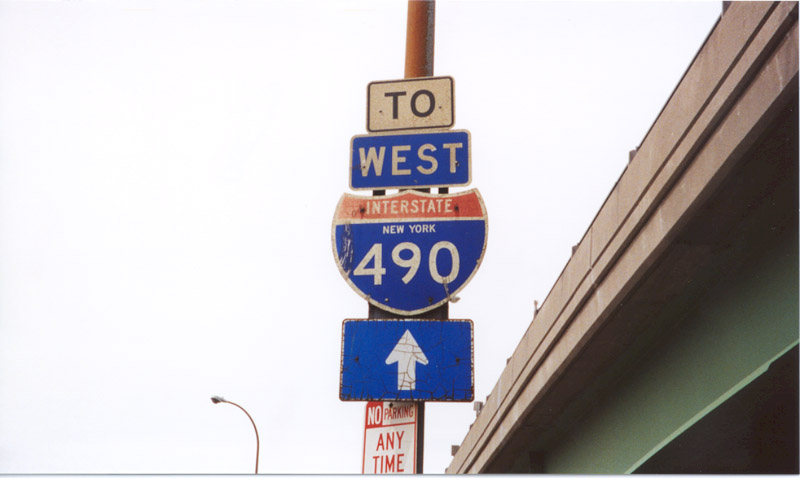 TO
WEST
INTERSTATE
NEW YORK
490
NO PARKING
ANY
TIME